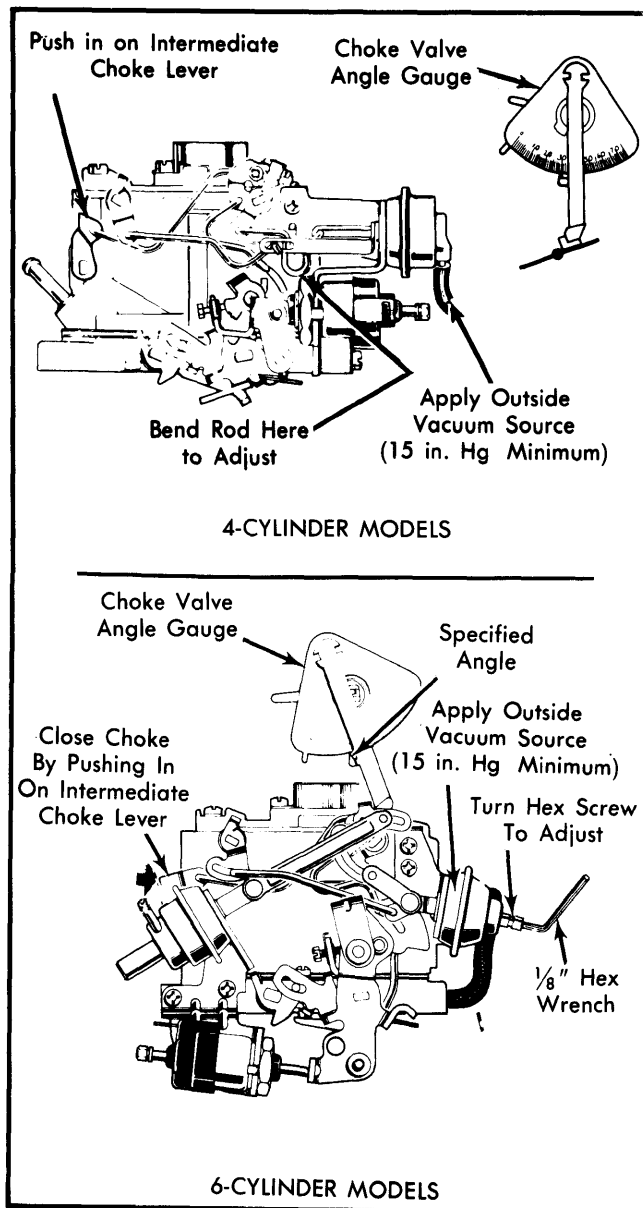 Push in on Intermediate
Choke Lever
Choke Valve
Angle Gauge
Bend Rod Here
to Adjust
Apply Outside
Vacuum Source
(15 in. Hg Minimum)
4-CYLINDER MODELS
Choke Valve
Angle Gauge
Specified
Angle
Close Choke
By Pushing In
On Intermediate
Choke Lever
Apply Outside
Vacuum Source
(15 in. Hg Minimum)
Turn Hex Screw
To Adjust
⅛" Hex
Wrench
6-CYLINDER MODELS